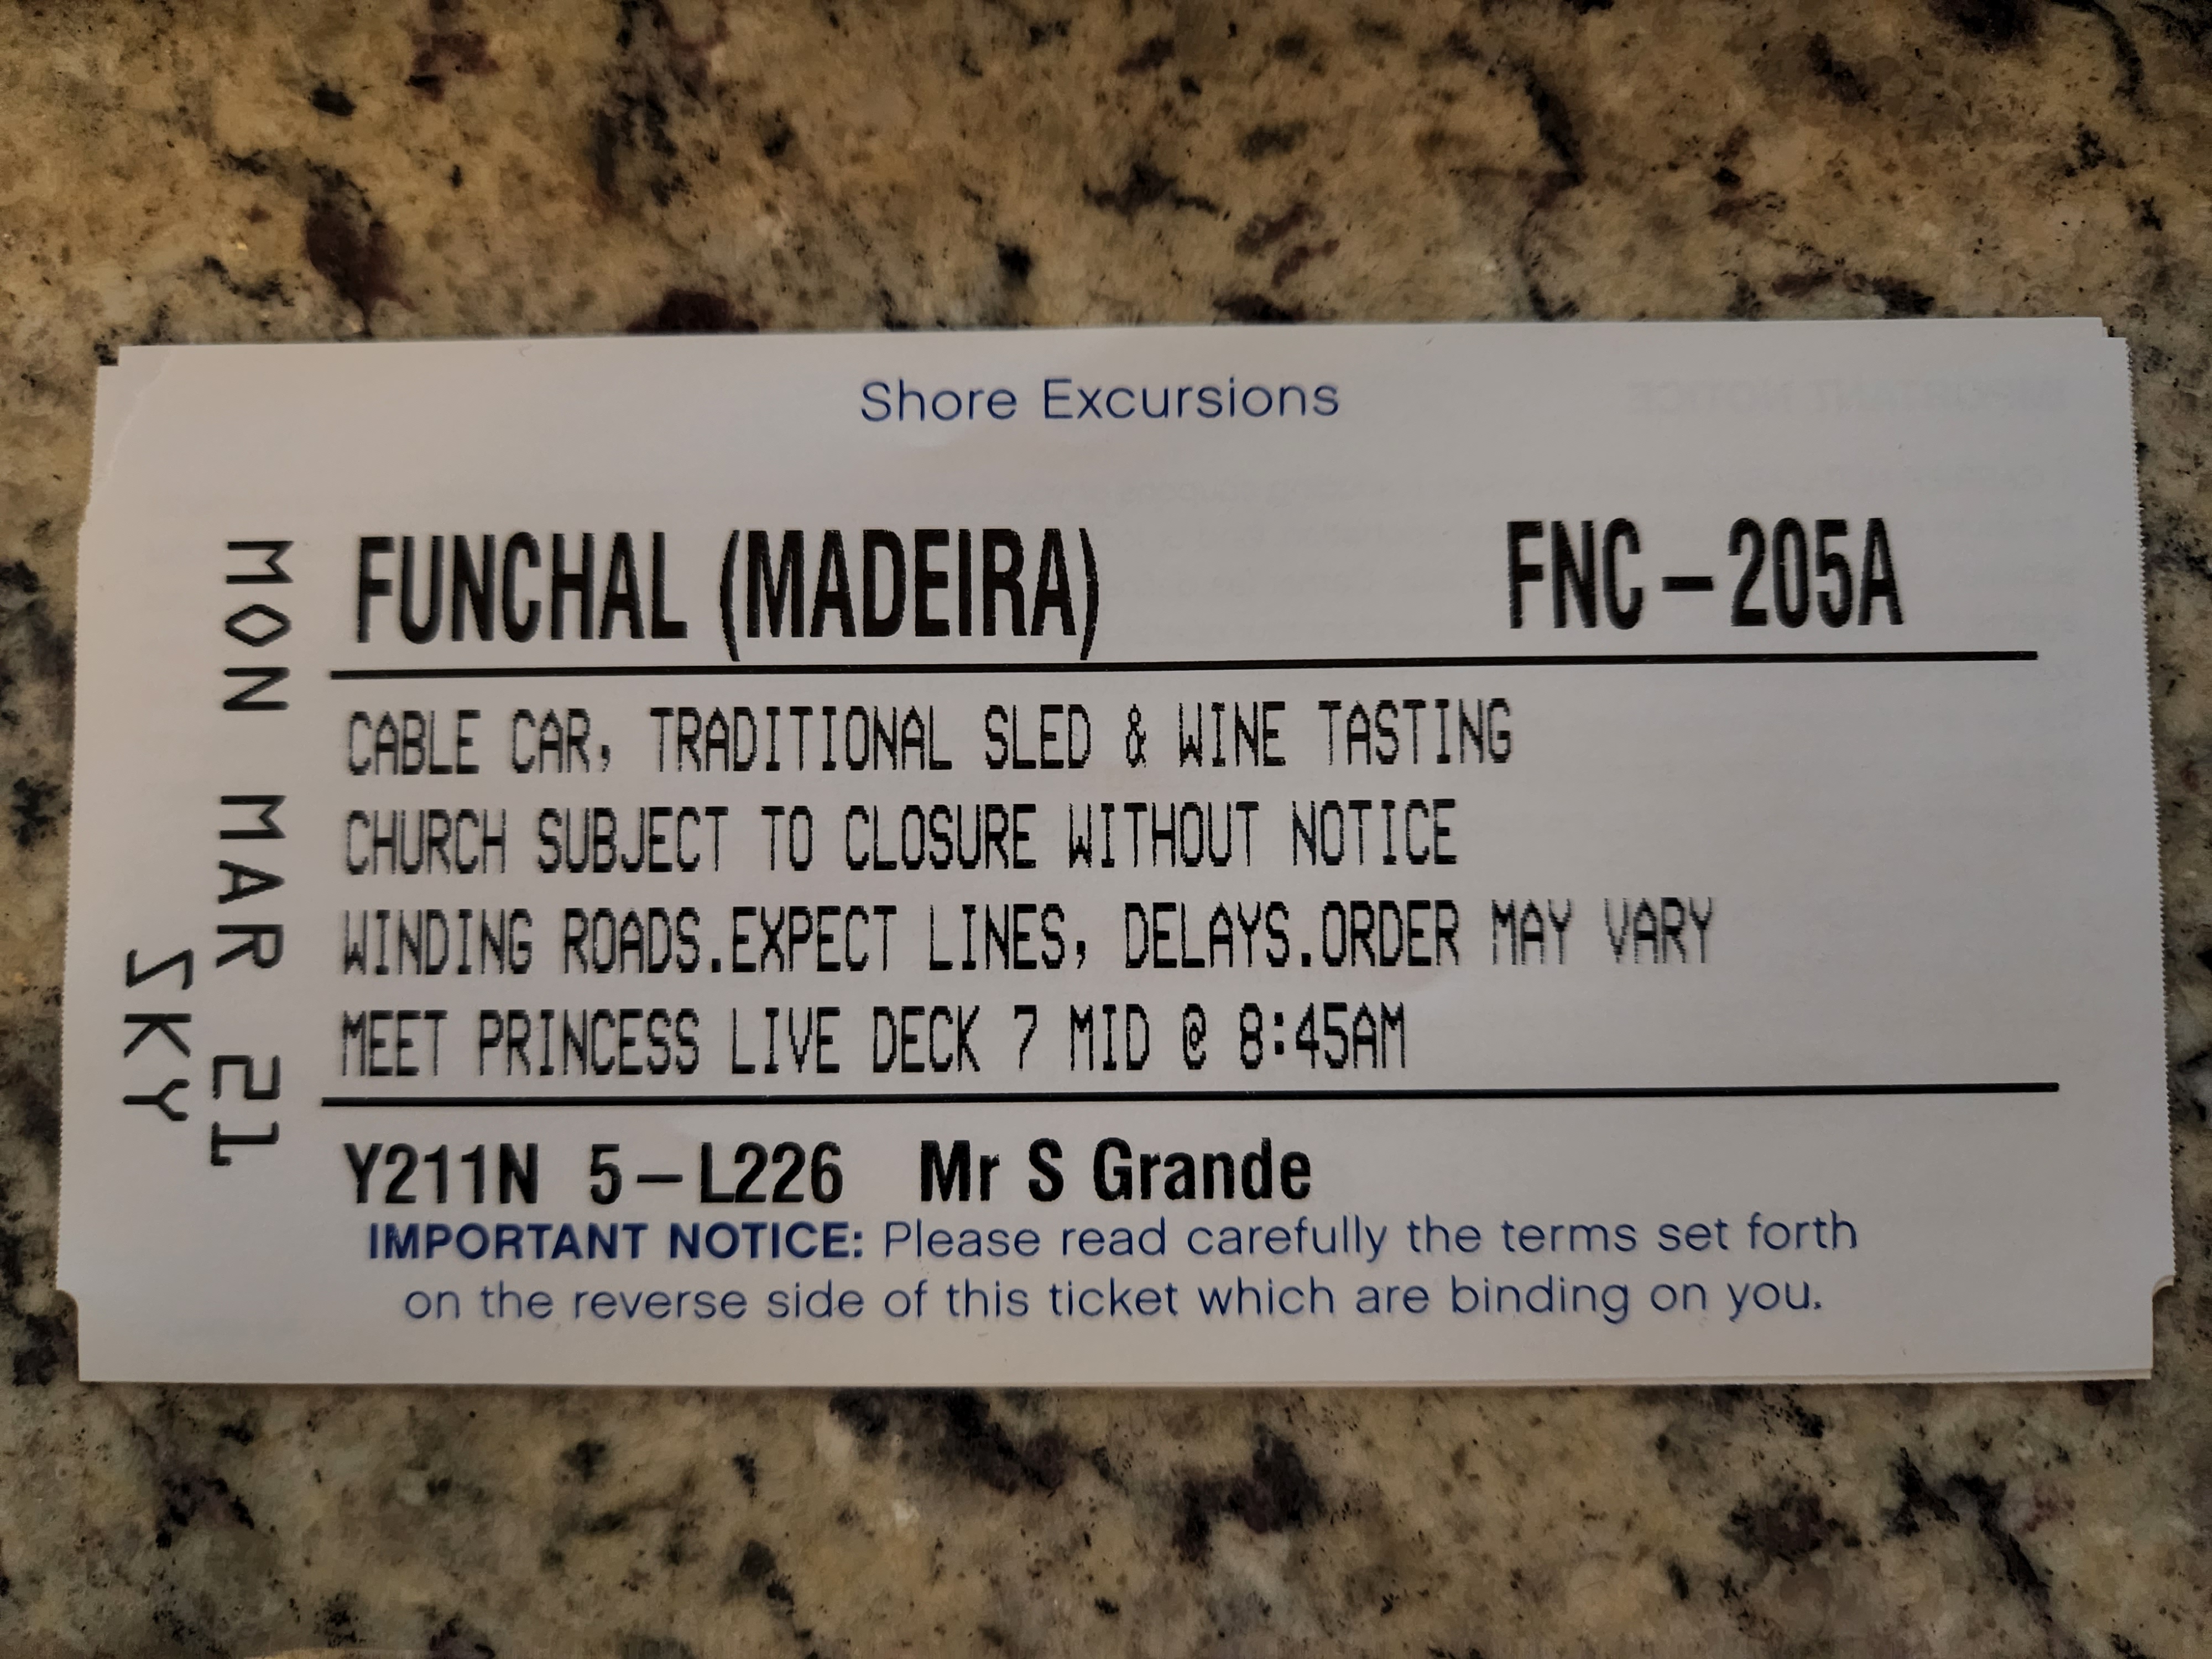 Shore Excursions
FUNCHAL (MADEIRA) FNC-205A
CABLE CAR, TRADITIONAL SLED & WINE TASTING
CHURCH SUBJECT TO CLOSURE WITHOUT NOTICE
WINDING ROADS.EXPECT LINES, DELAYS.ORDER MAY VARY
MEET PRINCESS LIVE DECK 7 MID @ 8:45AM
Y211N 5-L226 Mr S Grande
IMPORTANT NOTICE: Please read carefully the terms set forth
on the reverse side of this ticket which are binding on you.
MON MAR 21
SKY